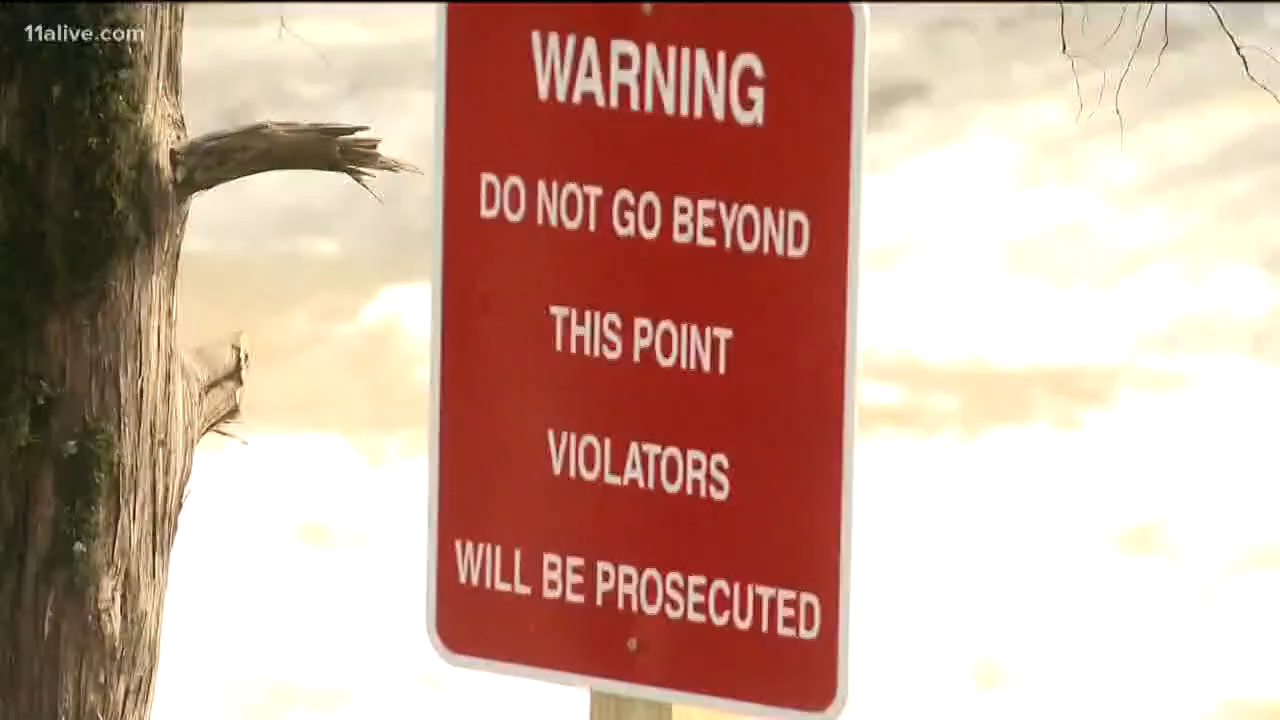 11alive.com
WARNING
DO NOT GO BEYOND
THIS POINT
VIOLATORS
WILL BE PROSECUTED